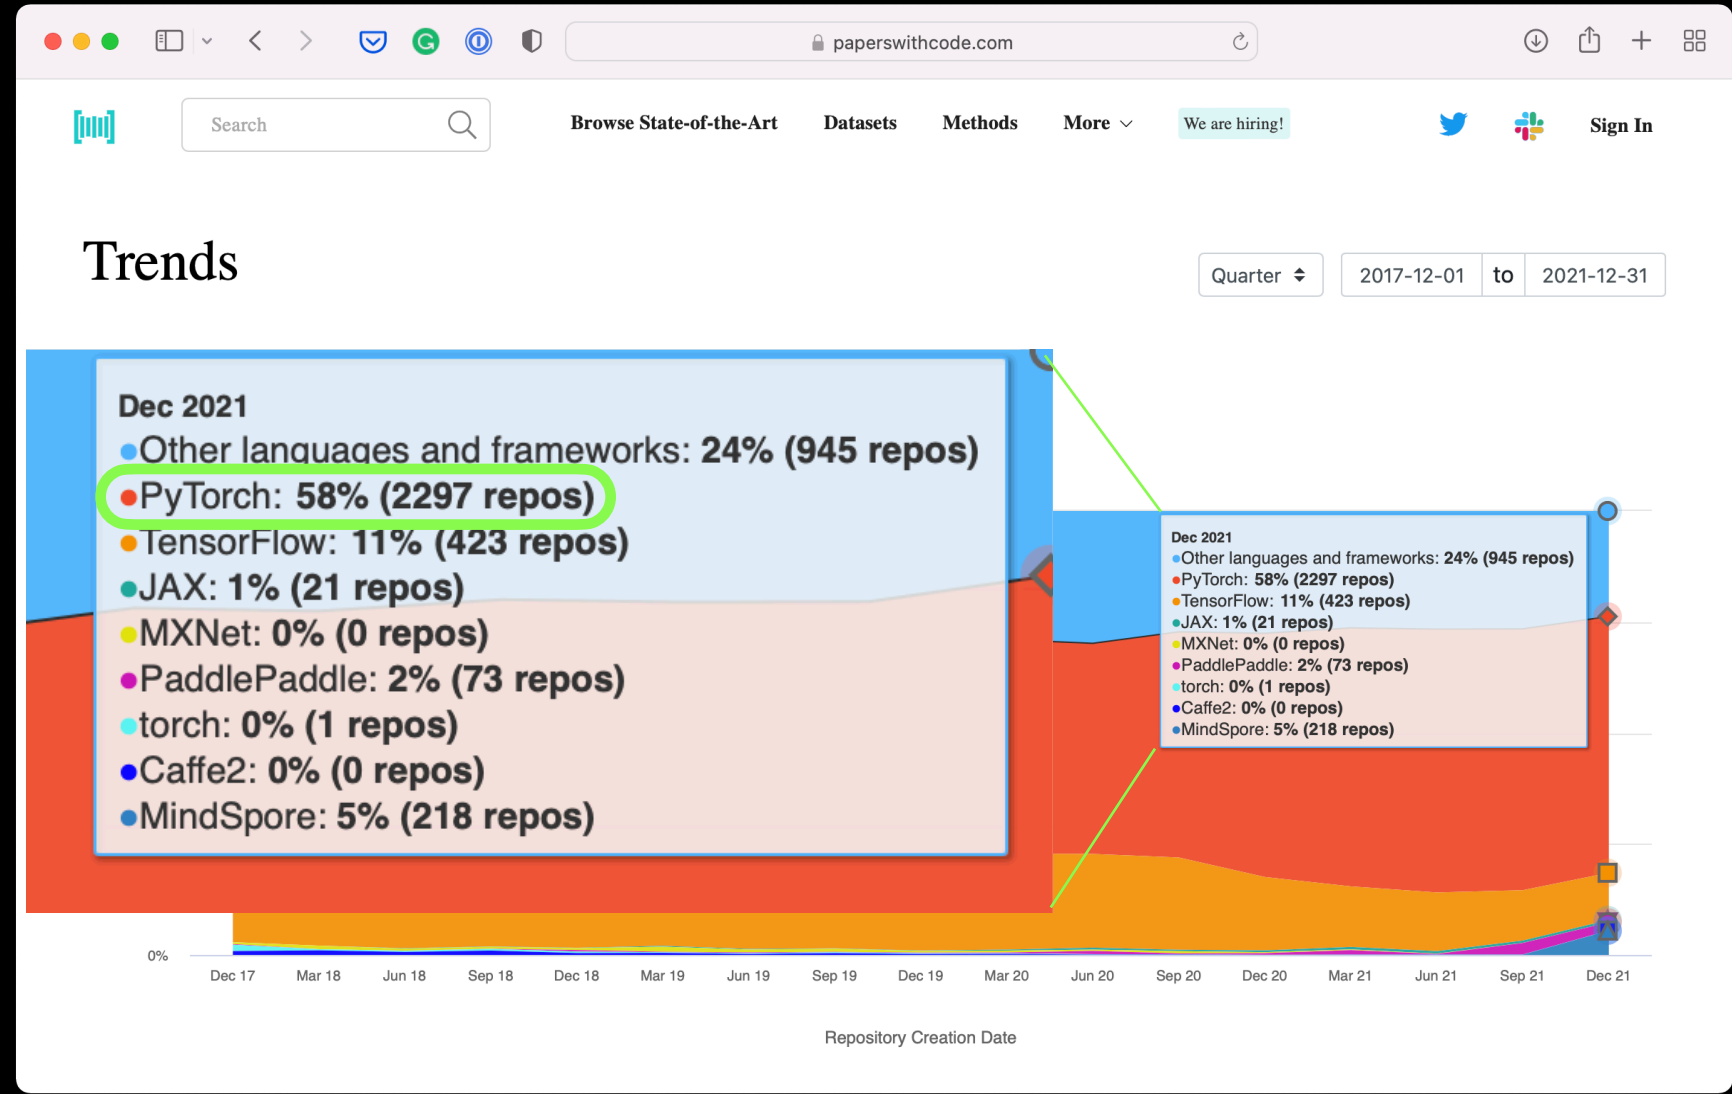 paperswithcode.com
Search
Browse State-of-the-Art
Datasets
Methods
More
We are hiring!
Sign In
Trends
Quarter
2017-12-01 to 2021-12-31
Dec 2021
Other languages and frameworks: 24% (945 repos)
PyTorch: 58% (2297 repos)
TensorFlow: 11% (423 repos)
JAX: 1% (21 repos)
MXNet: 0% (0 repos)
PaddlePaddle: 2% (73 repos)
torch: 0% (1 repos)
Caffe2: 0% (0 repos)
MindSpore: 5% (218 repos)
Dec 2021
Other languages and frameworks: 24% (945 repos)
PyTorch: 58% (2297 repos)
TensorFlow: 11% (423 repos)
JAX: 1% (21 repos)
MXNet: 0% (0 repos)
PaddlePaddle: 2% (73 repos)
torch: 0% (1 repos)
Caffe2: 0% (0 repos)
MindSpore: 5% (218 repos)
0%
Dec 17 Mar 18 Jun 18 Sep 18 Dec 18 Mar 19 Jun 19 Sep 19 Dec 19 Mar 20 Jun 20 Sep 20 Dec 20 Mar 21 Jun 21 Sep 21 Dec 21
Repository Creation Date